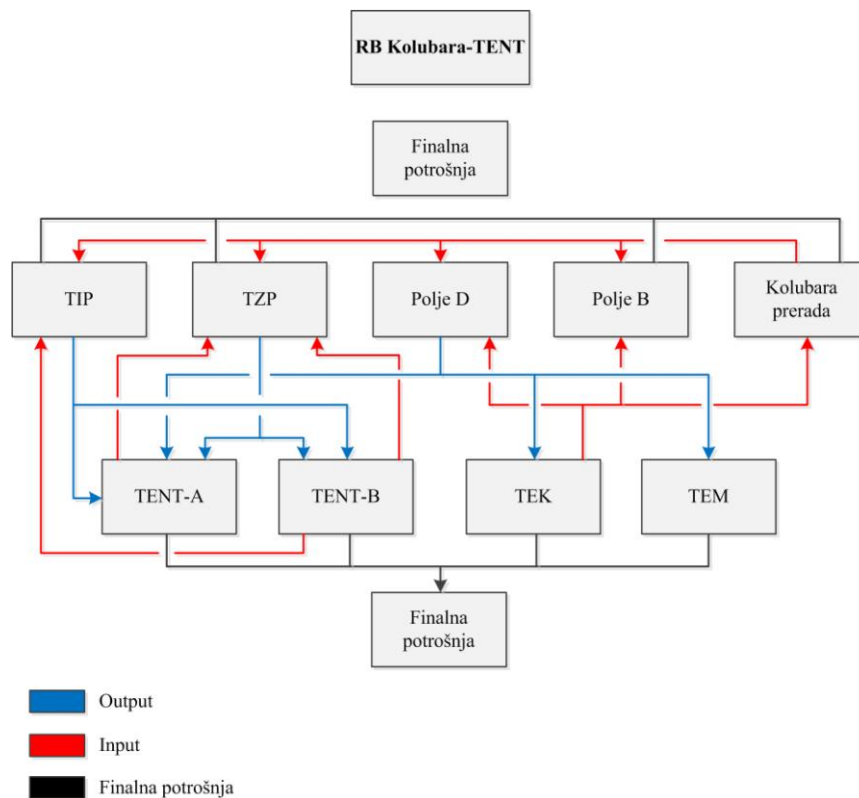 RB Kolubara-TENT
Finalna
potrošnja
TIP
TZP
Polje D
Polje B
Kolubara
prerada
TENT-A
TENT-B
TEK
TEM
Finalna
potrošnja
Output
Input
Finalna potrošnja